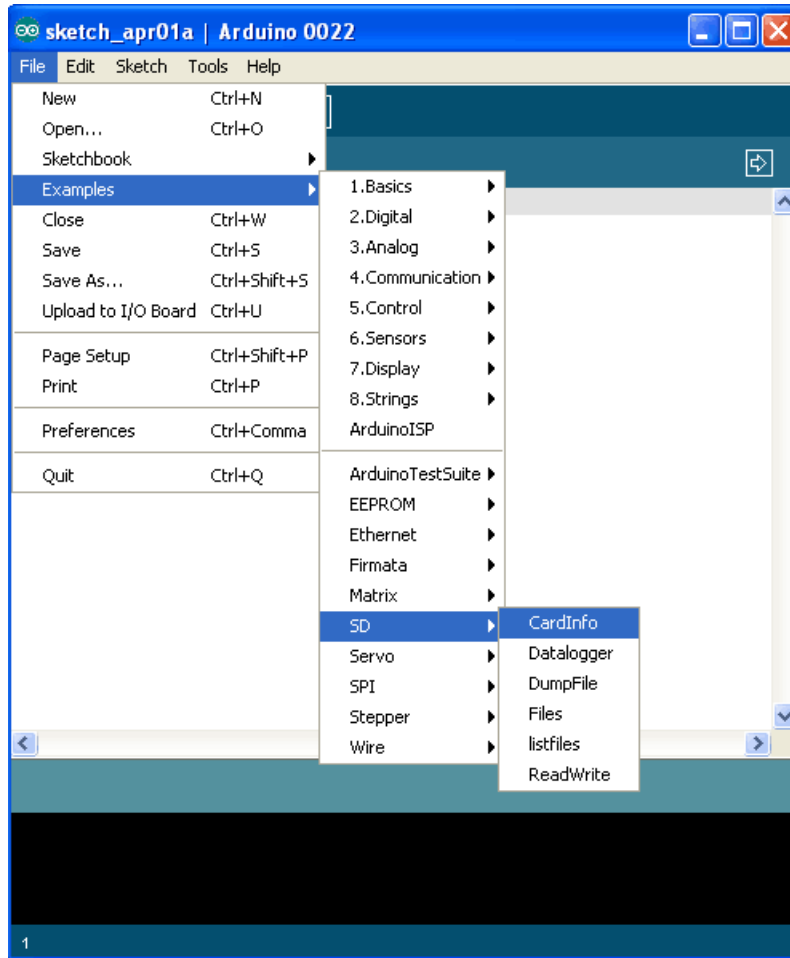 sketch_apr01a | Arduino 0022
File Edit Sketch Tools Help
New Ctrl+N
Open... Ctrl+O
Sketchbook
Examples
Close Ctrl+W
Save Ctrl+S
Save As... Ctrl+Shift+S
Upload to I/O Board Ctrl+U
Page Setup Ctrl+Shift+P
Print Ctrl+P
Preferences Ctrl+Comma
Quit Ctrl+Q
1.Basics
2.Digital
3.Analog
4.Communication
5.Control
6.Sensors
7.Display
8.Strings
ArduinoISP
ArduinoTestSuite
EEPROM
Ethernet
Firmata
Matrix
SD
Servo
SPI
Stepper
Wire
CardInfo
Datalogger
DumpFile
Files
listfiles
ReadWrite
1